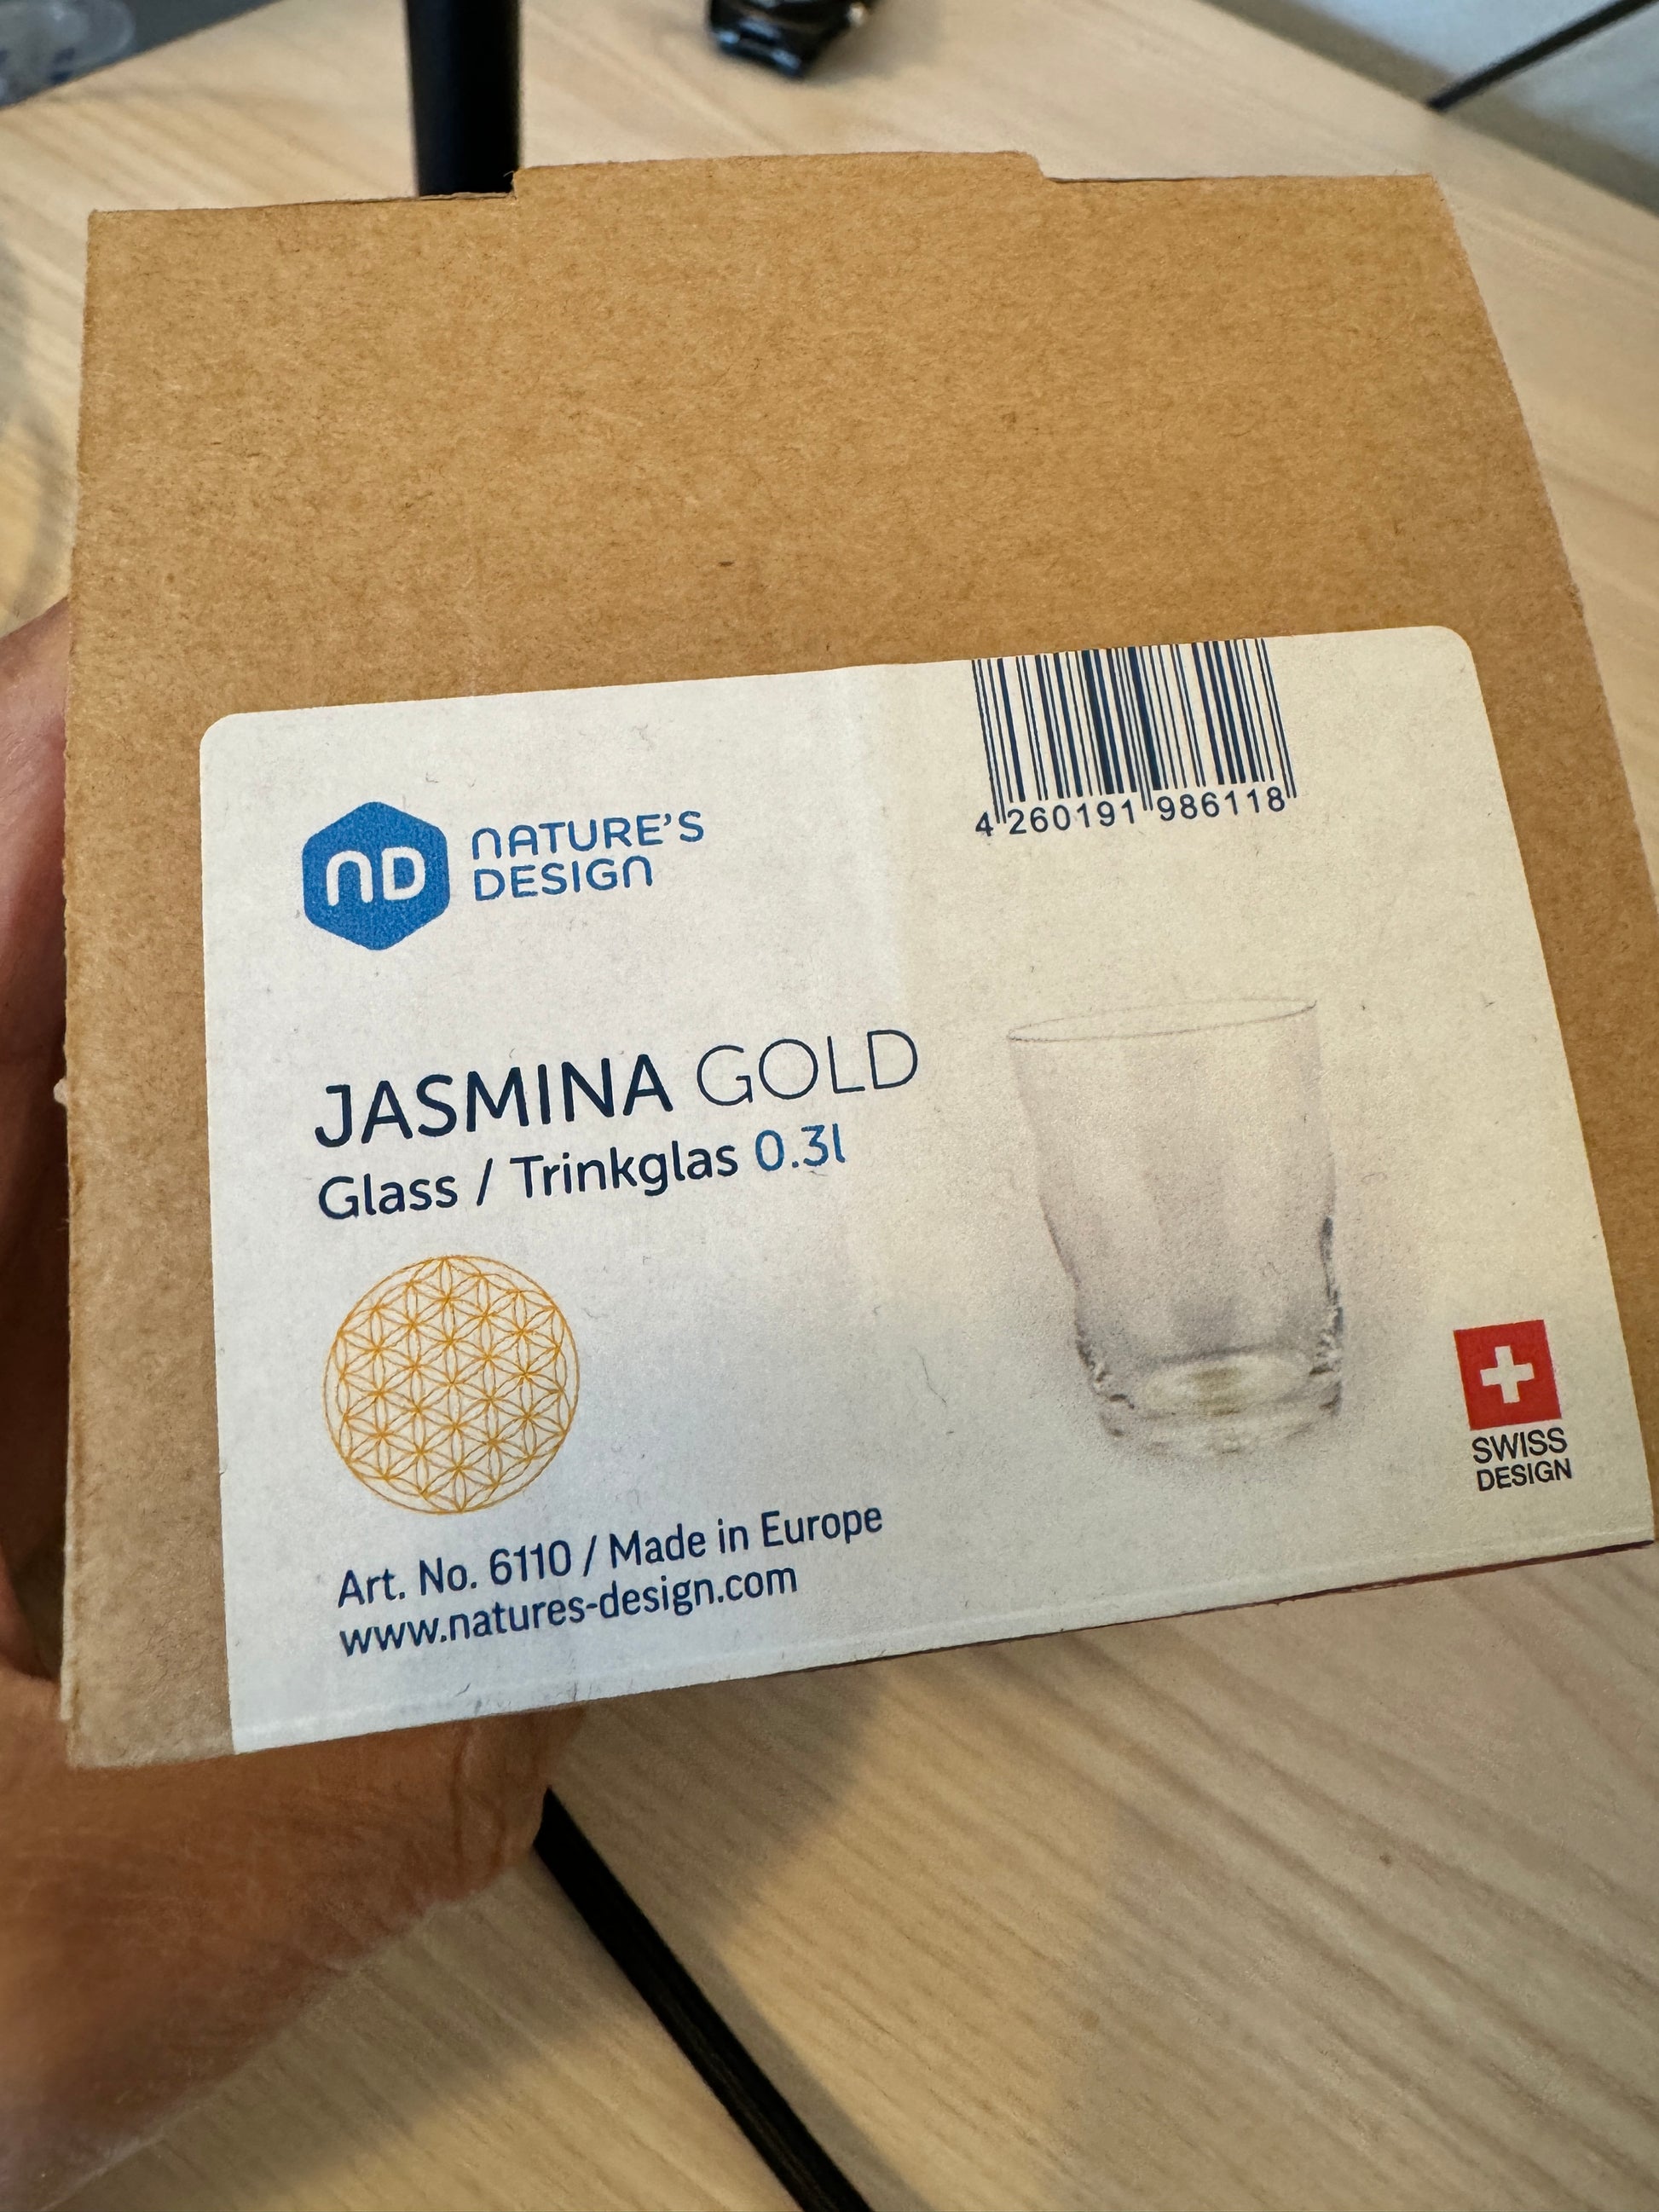 4 260191 986118
ND
NATURE'S
DESIGN
JASMINA GOLD
Glass / Trinkglas 0.3l
Art. No. 6110 / Made in Europe
www.natures-design.com
SWISS
DESIGN